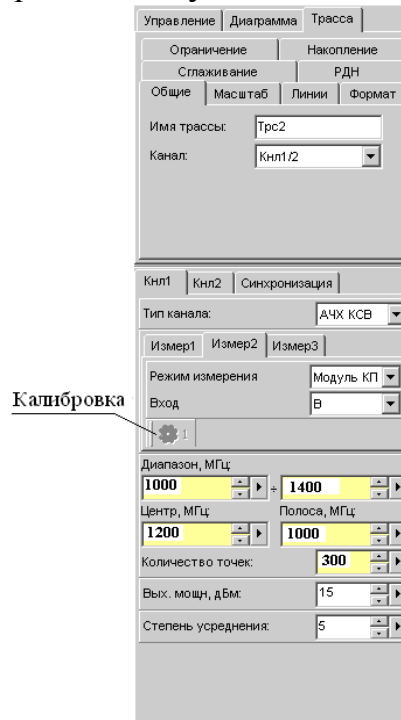 Управление Диаграмма Трасса
Ограничение Накопление
Сглаживание РДН
Общие Масштаб Линии Формат
Имя трассы: Трс2
Канал: Кнл1/2
Кнл1 Кнл2 Синхронизация
Тип канала: АЧХ КСВ
Измер1 Измер2 Измер3
Режим измерения Модуль КП
Вход B
Калибровка
1
Диапазон, МГц:
1000 ÷ 1400
Центр, МГц: Полоса, МГц:
1200 1000
Количество точек: 300
Вых. мощн, дБм: 15
Степень усреднения: 5